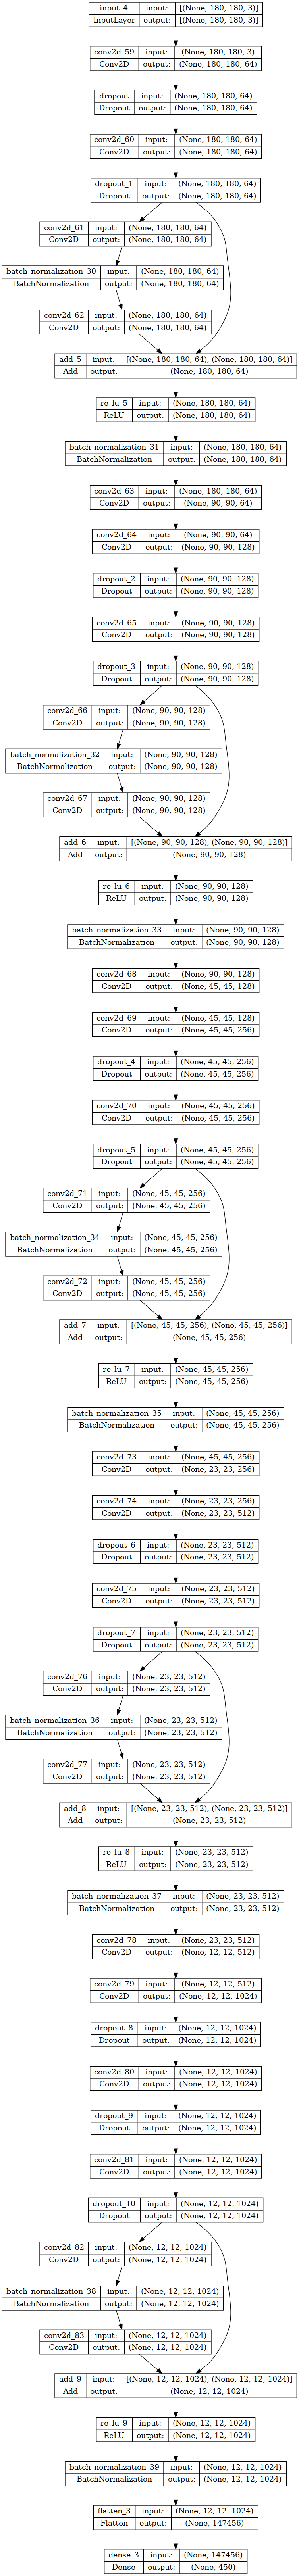 input_4 input: [(None, 180, 180, 3)]
InputLayer output: [(None, 180, 180, 3)]
conv2d_59 input: (None, 180, 180, 3)
Conv2D output: (None, 180, 180, 64)
dropout input: (None, 180, 180, 64)
Dropout output: (None, 180, 180, 64)
conv2d_60 input: (None, 180, 180, 64)
Conv2D output: (None, 180, 180, 64)
dropout_1 input: (None, 180, 180, 64)
Dropout output: (None, 180, 180, 64)
conv2d_61 input: (None, 180, 180, 64)
Conv2D output: (None, 180, 180, 64)
batch_normalization_30 input: (None, 180, 180, 64)
BatchNormalization output: (None, 180, 180, 64)
conv2d_62 input: (None, 180, 180, 64)
Conv2D output: (None, 180, 180, 64)
add_5 input: [(None, 180, 180, 64), (None, 180, 180, 64)]
Add output: (None, 180, 180, 64)
re_lu_5 input: (None, 180, 180, 64)
ReLU output: (None, 180, 180, 64)
batch_normalization_31 input: (None, 180, 180, 64)
BatchNormalization output: (None, 180, 180, 64)
conv2d_63 input: (None, 180, 180, 64)
Conv2D output: (None, 90, 90, 64)
conv2d_64 input: (None, 90, 90, 64)
Conv2D output: (None, 90, 90, 128)
dropout_2 input: (None, 90, 90, 128)
Dropout output: (None, 90, 90, 128)
conv2d_65 input: (None, 90, 90, 128)
Conv2D output: (None, 90, 90, 128)
dropout_3 input: (None, 90, 90, 128)
Dropout output: (None, 90, 90, 128)
conv2d_66 input: (None, 90, 90, 128)
Conv2D output: (None, 90, 90, 128)
batch_normalization_32 input: (None, 90, 90, 128)
BatchNormalization output: (None, 90, 90, 128)
conv2d_67 input: (None, 90, 90, 128)
Conv2D output: (None, 90, 90, 128)
add_6 input: [(None, 90, 90, 128), (None, 90, 90, 128)]
Add output: (None, 90, 90, 128)
re_lu_6 input: (None, 90, 90, 128)
ReLU output: (None, 90, 90, 128)
batch_normalization_33 input: (None, 90, 90, 128)
BatchNormalization output: (None, 90, 90, 128)
conv2d_68 input: (None, 90, 90, 128)
Conv2D output: (None, 45, 45, 128)
conv2d_69 input: (None, 45, 45, 128)
Conv2D output: (None, 45, 45, 256)
dropout_4 input: (None, 45, 45, 256)
Dropout output: (None, 45, 45, 256)
conv2d_70 input: (None, 45, 45, 256)
Conv2D output: (None, 45, 45, 256)
dropout_5 input: (None, 45, 45, 256)
Dropout output: (None, 45, 45, 256)
conv2d_71 input: (None, 45, 45, 256)
Conv2D output: (None, 45, 45, 256)
batch_normalization_34 input: (None, 45, 45, 256)
BatchNormalization output: (None, 45, 45, 256)
conv2d_72 input: (None, 45, 45, 256)
Conv2D output: (None, 45, 45, 256)
add_7 input: [(None, 45, 45, 256), (None, 45, 45, 256)]
Add output: (None, 45, 45, 256)
re_lu_7 input: (None, 45, 45, 256)
ReLU output: (None, 45, 45, 256)
batch_normalization_35 input: (None, 45, 45, 256)
BatchNormalization output: (None, 45, 45, 256)
conv2d_73 input: (None, 45, 45, 256)
Conv2D output: (None, 23, 23, 256)
conv2d_74 input: (None, 23, 23, 256)
Conv2D output: (None, 23, 23, 512)
dropout_6 input: (None, 23, 23, 512)
Dropout output: (None, 23, 23, 512)
conv2d_75 input: (None, 23, 23, 512)
Conv2D output: (None, 23, 23, 512)
dropout_7 input: (None, 23, 23, 512)
Dropout output: (None, 23, 23, 512)
conv2d_76 input: (None, 23, 23, 512)
Conv2D output: (None, 23, 23, 512)
batch_normalization_36 input: (None, 23, 23, 512)
BatchNormalization output: (None, 23, 23, 512)
conv2d_77 input: (None, 23, 23, 512)
Conv2D output: (None, 23, 23, 512)
add_8 input: [(None, 23, 23, 512), (None, 23, 23, 512)]
Add output: (None, 23, 23, 512)
re_lu_8 input: (None, 23, 23, 512)
ReLU output: (None, 23, 23, 512)
batch_normalization_37 input: (None, 23, 23, 512)
BatchNormalization output: (None, 23, 23, 512)
conv2d_78 input: (None, 23, 23, 512)
Conv2D output: (None, 12, 12, 512)
conv2d_79 input: (None, 12, 12, 512)
Conv2D output: (None, 12, 12, 1024)
dropout_8 input: (None, 12, 12, 1024)
Dropout output: (None, 12, 12, 1024)
conv2d_80 input: (None, 12, 12, 1024)
Conv2D output: (None, 12, 12, 1024)
dropout_9 input: (None, 12, 12, 1024)
Dropout output: (None, 12, 12, 1024)
conv2d_81 input: (None, 12, 12, 1024)
Conv2D output: (None, 12, 12, 1024)
dropout_10 input: (None, 12, 12, 1024)
Dropout output: (None, 12, 12, 1024)
conv2d_82 input: (None, 12, 12, 1024)
Conv2D output: (None, 12, 12, 1024)
batch_normalization_38 input: (None, 12, 12, 1024)
BatchNormalization output: (None, 12, 12, 1024)
conv2d_83 input: (None, 12, 12, 1024)
Conv2D output: (None, 12, 12, 1024)
add_9 input: [(None, 12, 12, 1024), (None, 12, 12, 1024)]
Add output: (None, 12, 12, 1024)
re_lu_9 input: (None, 12, 12, 1024)
ReLU output: (None, 12, 12, 1024)
batch_normalization_39 input: (None, 12, 12, 1024)
BatchNormalization output: (None, 12, 12, 1024)
flatten_3 input: (None, 12, 12, 1024)
Flatten output: (None, 147456)
dense_3 input: (None, 147456)
Dense output: (None, 450)